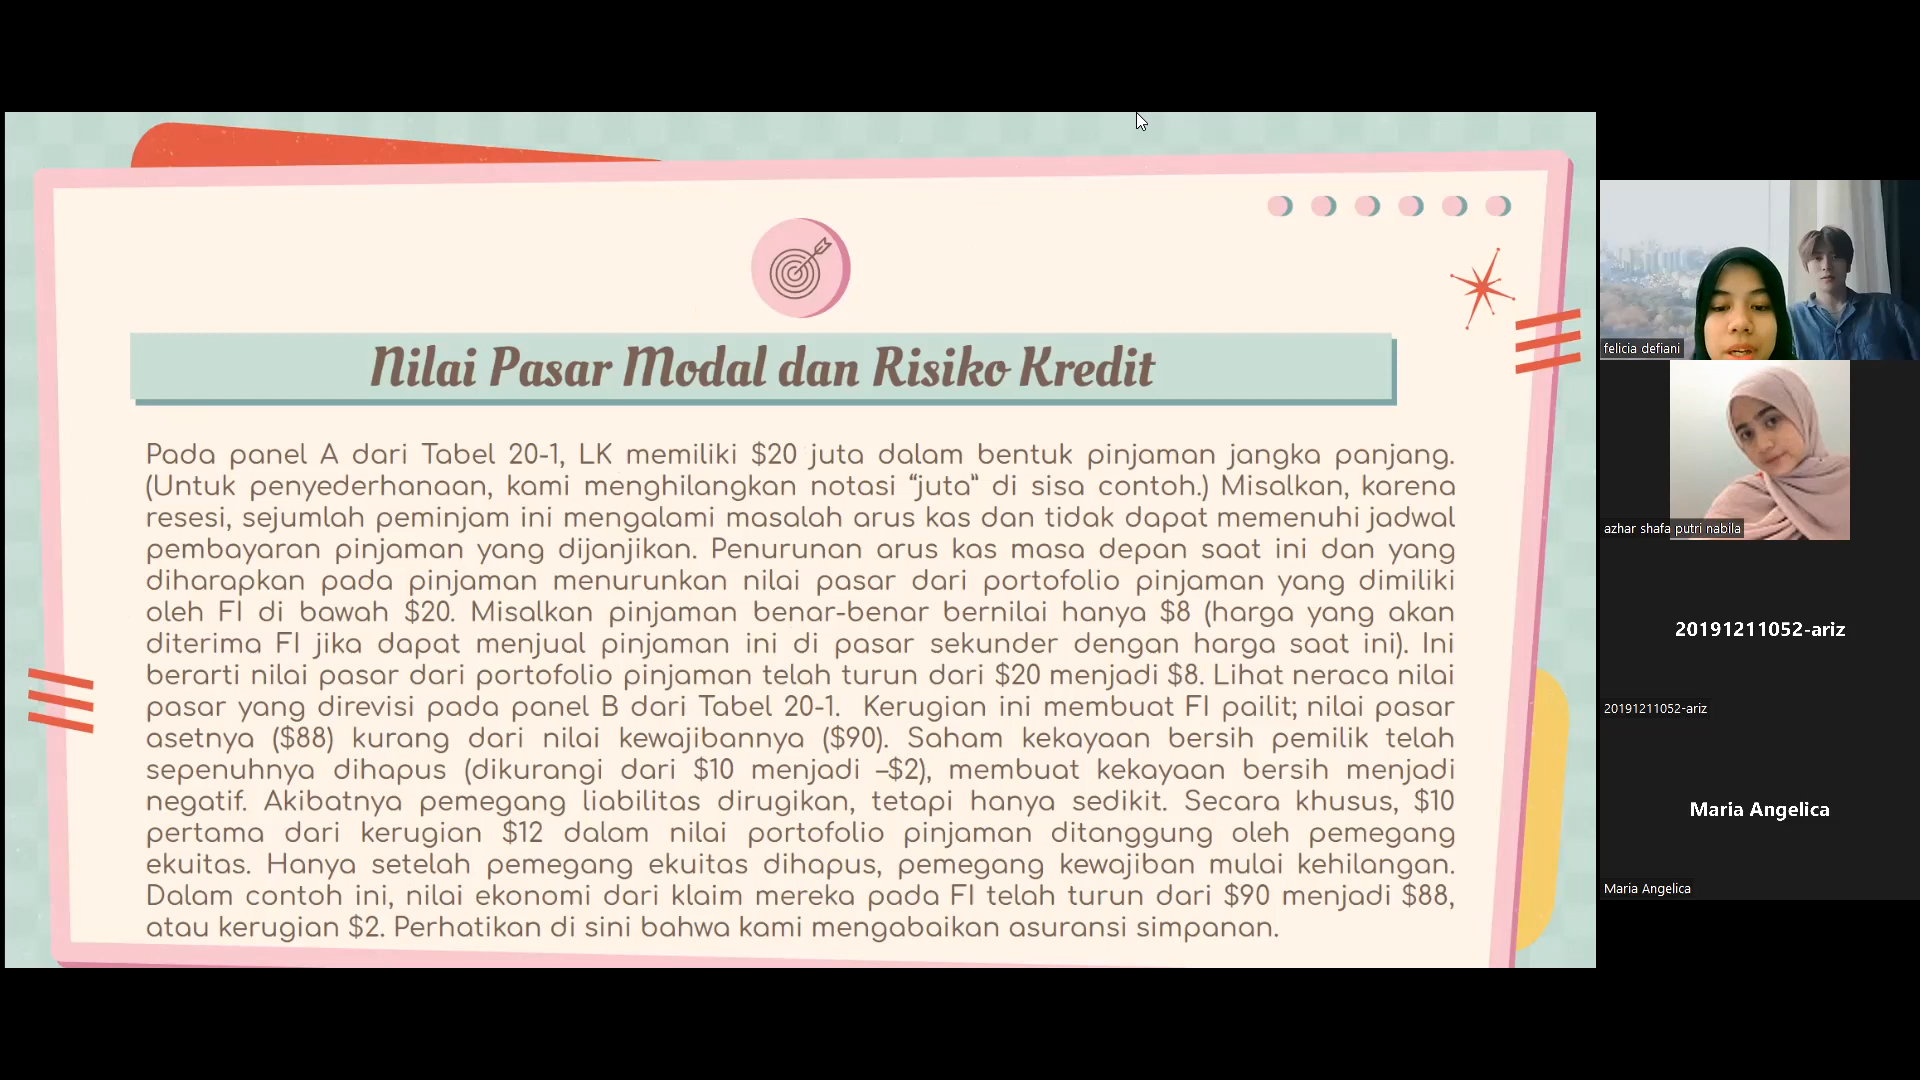 Nilai Pasar Modal dan Risiko Kredit
Pada panel A dari Tabel 20-1, LK memiliki $20 juta dalam bentuk pinjaman jangka panjang.
(Untuk penyederhanaan, kami menghilangkan notasi “juta” di sisa contoh.) Misalkan, karena
resesi, sejumlah peminjam ini mengalami masalah arus kas dan tidak dapat memenuhi jadwal
pembayaran pinjaman yang dijanjikan. Penurunan arus kas masa depan saat ini dan yang
diharapkan pada pinjaman menurunkan nilai pasar dari portofolio pinjaman yang dimiliki
oleh FI di bawah $20. Misalkan pinjaman benar-benar bernilai hanya $8 (harga yang akan
diterima FI jika dapat menjual pinjaman ini di pasar sekunder dengan harga saat ini). Ini
berarti nilai pasar dari portofolio pinjaman telah turun dari $20 menjadi $8. Lihat neraca nilai
pasar yang direvisi pada panel B dari Tabel 20-1. Kerugian ini membuat FI pailit; nilai pasar
asetnya ($88) kurang dari nilai kewajibannya ($90). Saham kekayaan bersih pemilik telah
sepenuhnya dihapus (dikurangi dari $10 menjadi –$2), membuat kekayaan bersih menjadi
negatif. Akibatnya pemegang liabilitas dirugikan, tetapi hanya sedikit. Secara khusus, $10
pertama dari kerugian $12 dalam nilai portofolio pinjaman ditanggung oleh pemegang
ekuitas. Hanya setelah pemegang ekuitas dihapus, pemegang kewajiban mulai kehilangan.
Dalam contoh ini, nilai ekonomi dari klaim mereka pada FI telah turun dari $90 menjadi $88,
atau kerugian $2. Perhatikan di sini bahwa kami mengabaikan asuransi simpanan.
felicia defiani
azhar shafa putri nabila
20191211052-ariz
20191211052-ariz
Maria Angelica
Maria Angelica